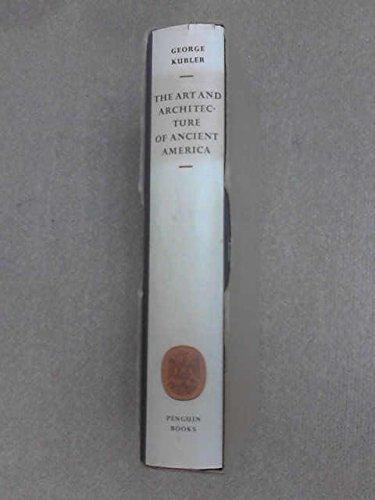 GEORGE
KUBLER
THE ART AND
ARCHITEC-
TURE
OF ANCIENT
AMERICA
PENGUIN
BOOKS